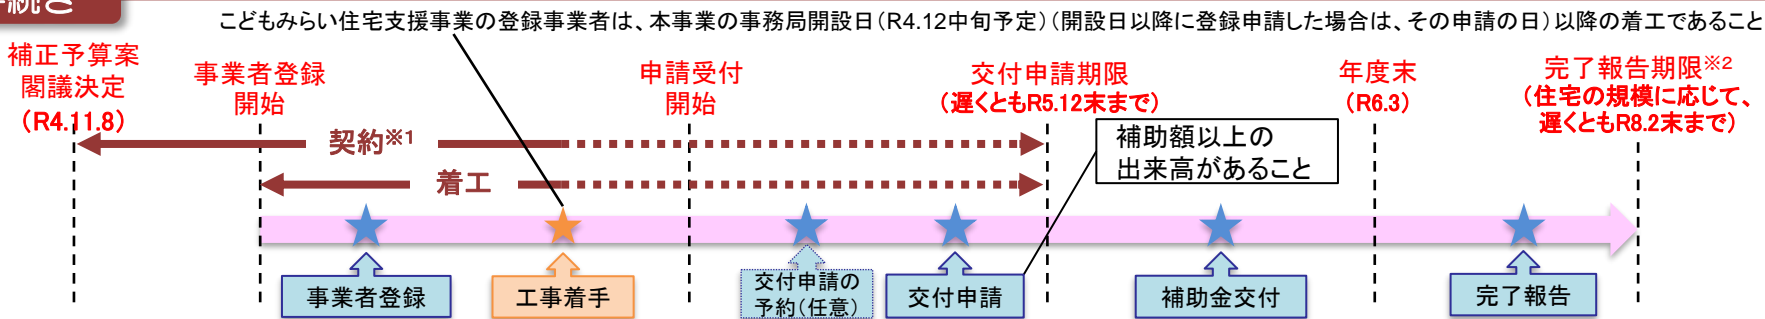 続き
こどもみらい住宅支援事業の登録事業者は、本事業の事務局開設日(R4.12中旬予定)(開設日以降に登録申請した場合は、その申請の日)以降の着工であること
補正予算案
閣議決定
(R4.11.8)
事業者登録
開始
申請受付
開始
交付申請期限
(遅くともR5.12末まで)
年度末
(R6.3)
完了報告期限※2
(住宅の規模に応じて、
遅くともR8.2末まで)
契約※1
着工
補助額以上の
出来高があること
事業者登録
工事着手
交付申請の
予約(任意)
交付申請
補助金交付
完了報告